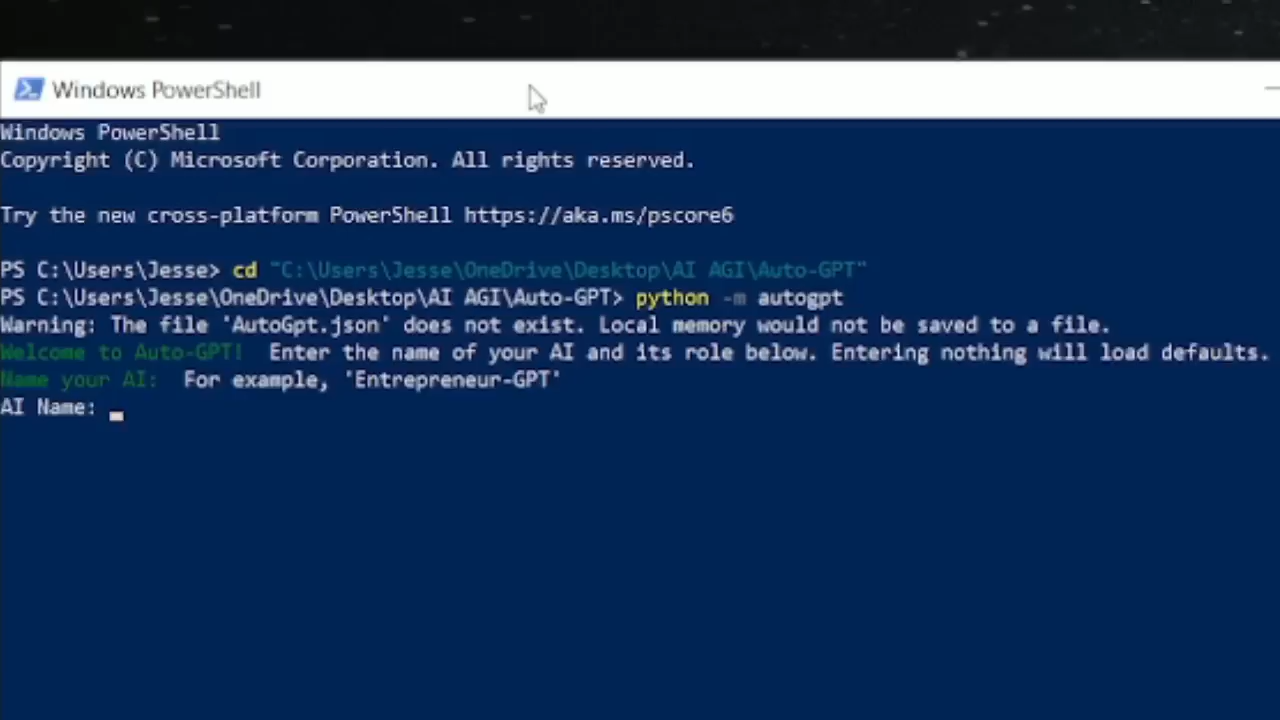 Windows PowerShell
Windows PowerShell
Copyright (C) Microsoft Corporation. All rights reserved.
Try the new cross-platform PowerShell https://aka.ms/pscore6
PS C:\Users\Jesse> cd "C:\Users\Jesse\OneDrive\Desktop\AI AGI\Auto-GPT"
PS C:\Users\Jesse\OneDrive\Desktop\AI AGI\Auto-GPT> python -m autogpt
Warning: The file 'AutoGpt.json' does not exist. Local memory would not be saved to a file.
Welcome to Auto-GPT!  Enter the name of your AI and its role below. Entering nothing will load defaults.
Name your AI:  For example, 'Entrepreneur-GPT'
AI Name: